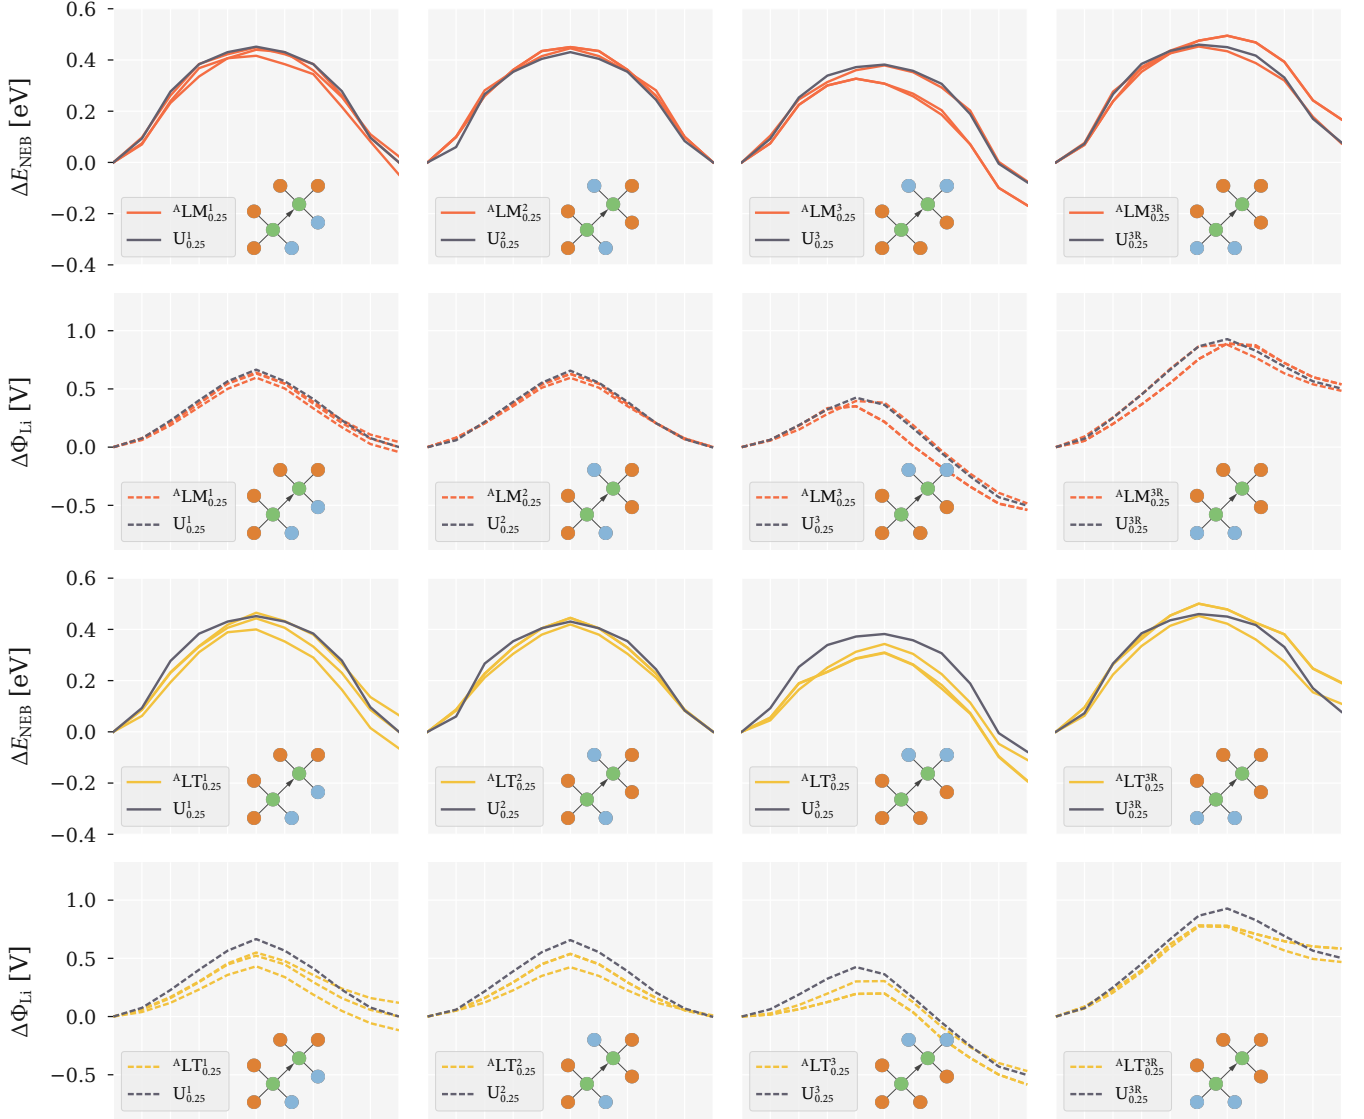 ΔE_NEB [eV]
0.6
0.4
0.2
0.0
−0.2
−0.4
ᴬLM¹₀.₂₅
U¹₀.₂₅
ᴬLM²₀.₂₅
U²₀.₂₅
ᴬLM³₀.₂₅
U³₀.₂₅
ᴬLM³ᴿ₀.₂₅
U³ᴿ₀.₂₅
ΔΦ_Li [V]
1.0
0.5
0.0
−0.5
ᴬLM¹₀.₂₅
U¹₀.₂₅
ᴬLM²₀.₂₅
U²₀.₂₅
ᴬLM³₀.₂₅
U³₀.₂₅
ᴬLM³ᴿ₀.₂₅
U³ᴿ₀.₂₅
ΔE_NEB [eV]
0.6
0.4
0.2
0.0
−0.2
−0.4
ᴬLT¹₀.₂₅
U¹₀.₂₅
ᴬLT²₀.₂₅
U²₀.₂₅
ᴬLT³₀.₂₅
U³₀.₂₅
ᴬLT³ᴿ₀.₂₅
U³ᴿ₀.₂₅
ΔΦ_Li [V]
1.0
0.5
0.0
−0.5
ᴬLT¹₀.₂₅
U¹₀.₂₅
ᴬLT²₀.₂₅
U²₀.₂₅
ᴬLT³₀.₂₅
U³₀.₂₅
ᴬLT³ᴿ₀.₂₅
U³ᴿ₀.₂₅